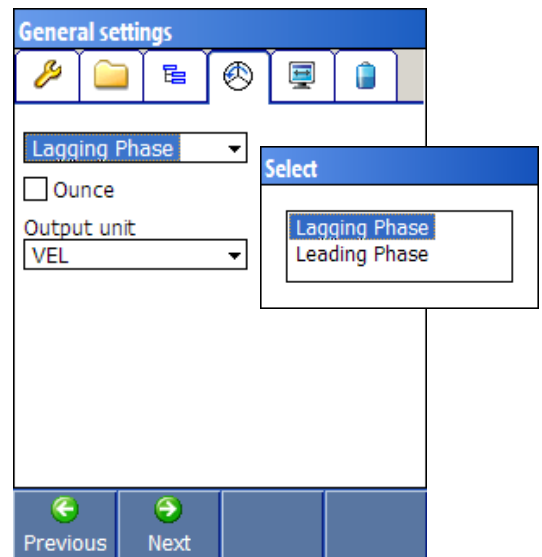 General settings
Lagging Phase
Ounce
Output unit
VEL
Select
Lagging Phase
Leading Phase
Previous
Next